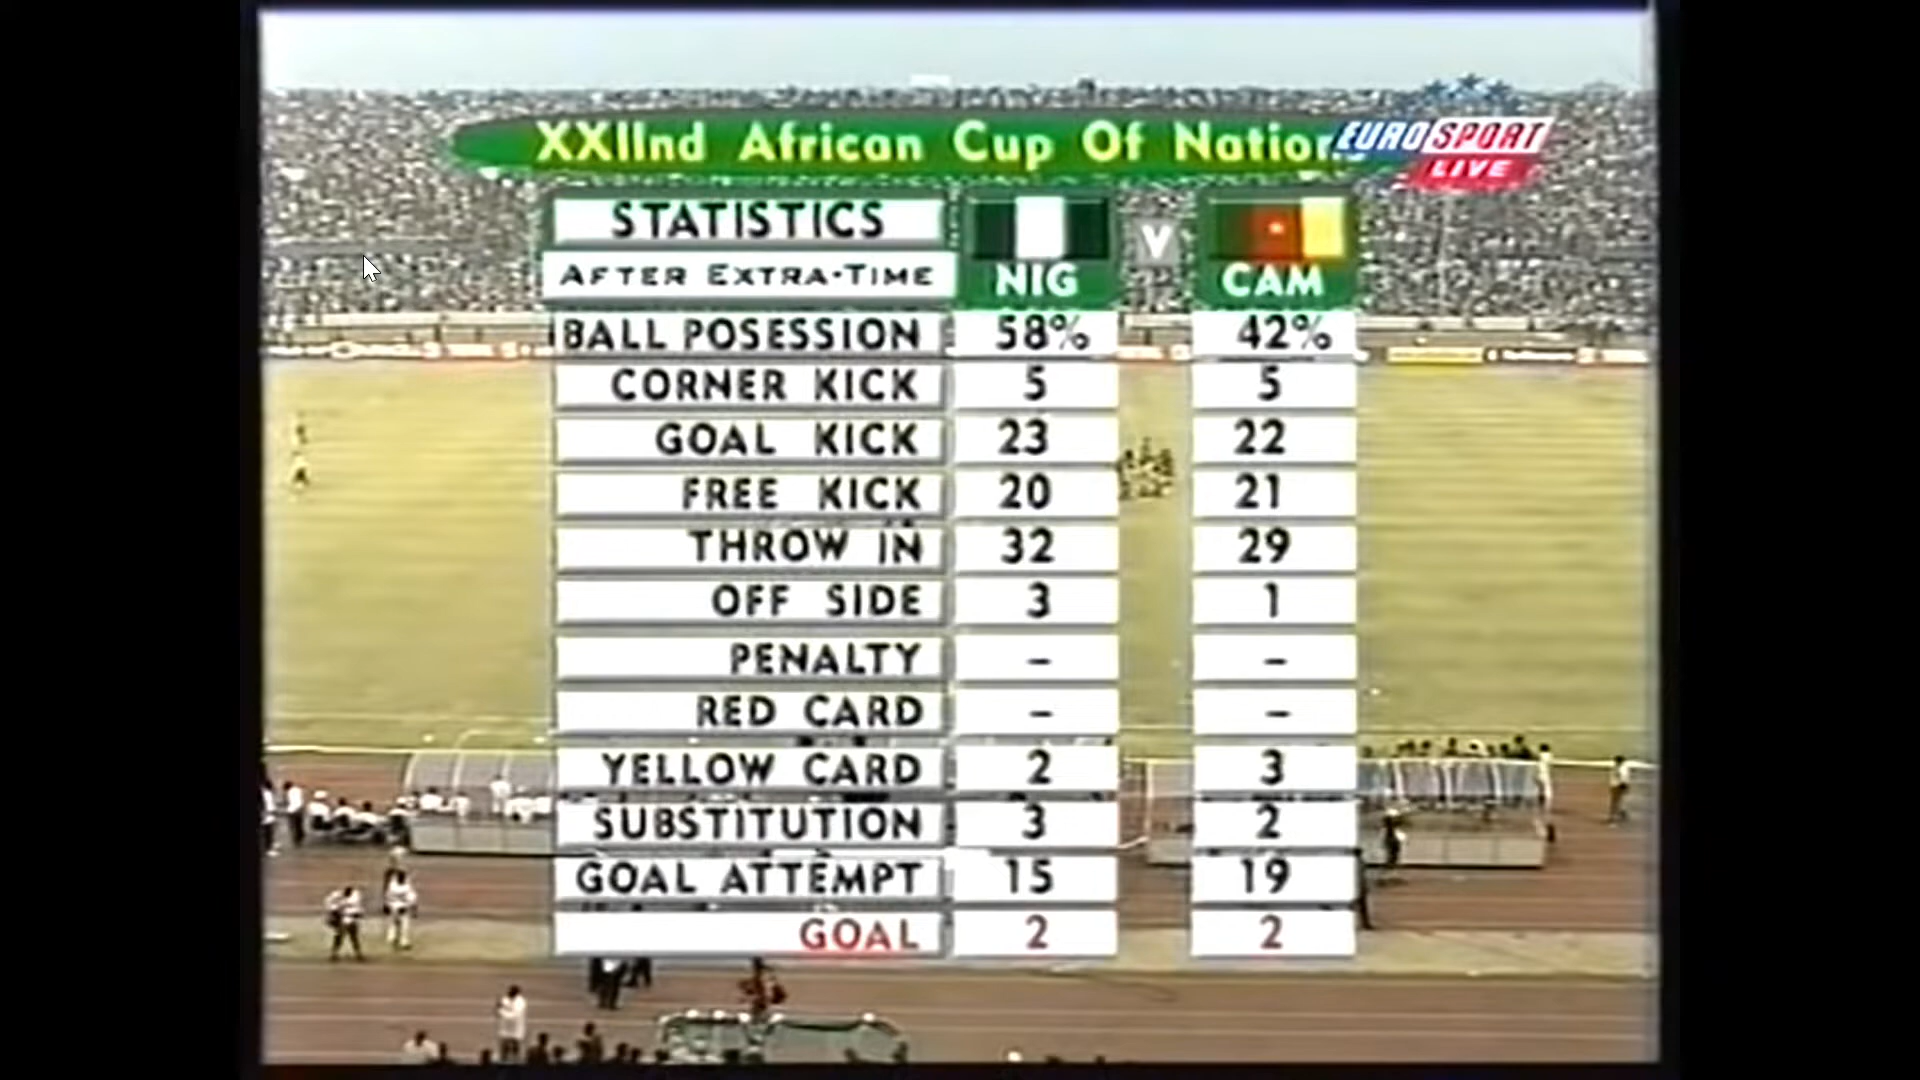 XXIInd African Cup Of Nation
EUROSPORT
LIVE
STATISTICS v
AFTER EXTRA-TIME NIG CAM
BALL POSESSION 58% 42%
CORNER KICK 5 5
GOAL KICK 23 22
FREE KICK 20 21
THROW IN 32 29
OFF SIDE 3 1
PENALTY – –
RED CARD – –
YELLOW CARD 2 3
SUBSTITUTION 3 2
GOAL ATTEMPT 15 19
GOAL 2 2